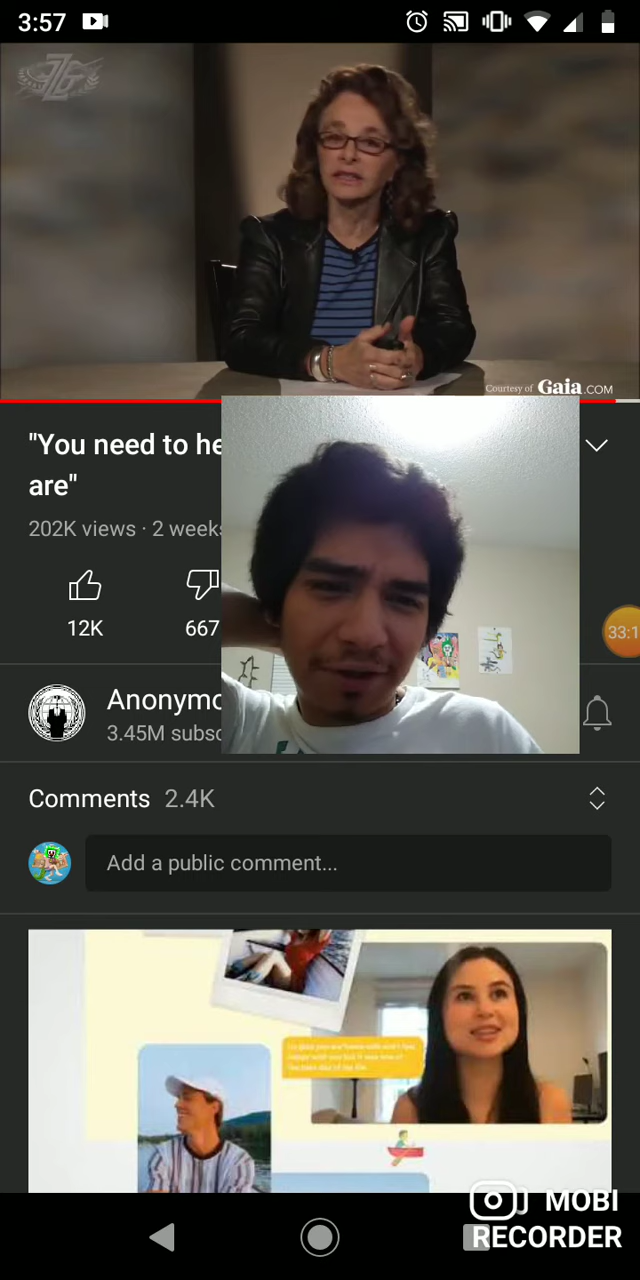 3:57
Courtesy of Gaia.COM
"You need to he
are"
202K views · 2 weeks
12K
667
33:1
Anonymo
3.45M subsc
Comments 2.4K
Add a public comment...
MOBI
RECORDER